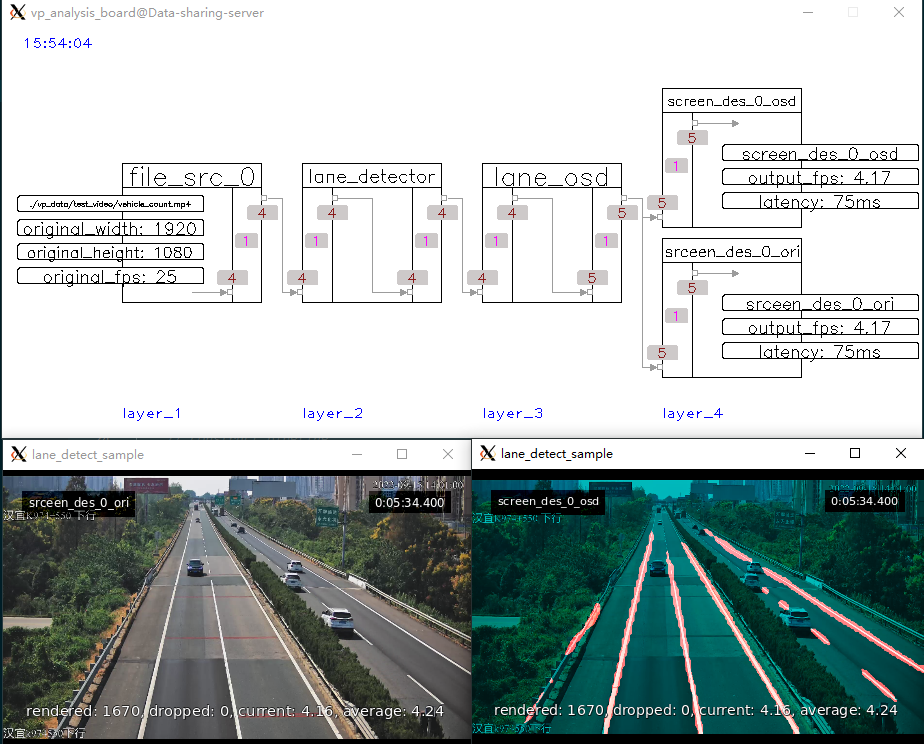 vp_analysis_board@Data-sharing-server
15:54:04
file_src_0
./vp_data/test_video/vehicle_count.mp4
original_width: 1920
original_height: 1080
original_fps: 25
4
1
4
lane_detector
4
1
4
4
1
4
lane_osd
4
1
4
5
1
5
screen_des_0_osd
5
1
5
screen_des_0_osd
output_fps: 4.17
latency: 75ms
srceen_des_0_ori
5
1
5
srceen_des_0_ori
output_fps: 4.17
latency: 75ms
layer_1
layer_2
layer_3
layer_4
lane_detect_sample
srceen_des_0_ori
0:05:34.400
汉宜K974+550 下行
rendered: 1670, dropped: 0, current: 4.16, average: 4.24
汉宜k974+550下行
lane_detect_sample
screen_des_0_osd
0:05:34.400
汉宜K974+550 下行
rendered: 1670, dropped: 0, current: 4.16, average: 4.24
汉宜k974+550下行